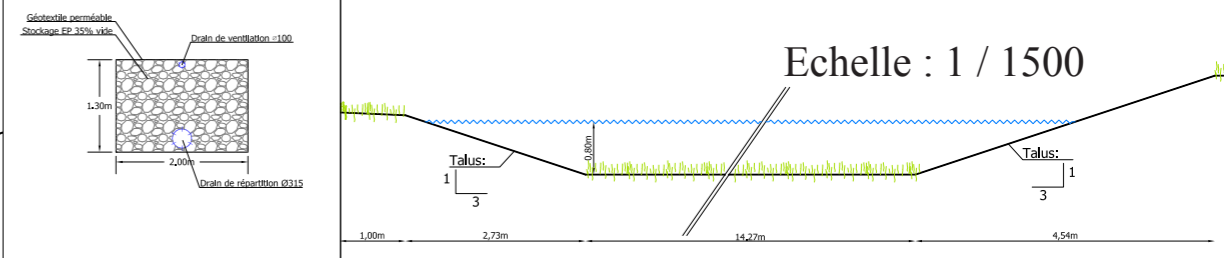 Géotextile perméable
Stockage EP 35% vide
Drain de ventilation ⌀100
1.30m
2.00m
Drain de répartition Ø315
Echelle : 1 / 1500
0,80m
Talus:
1
3
Talus:
1
3
1,00m
2,73m
14,27m
4,54m